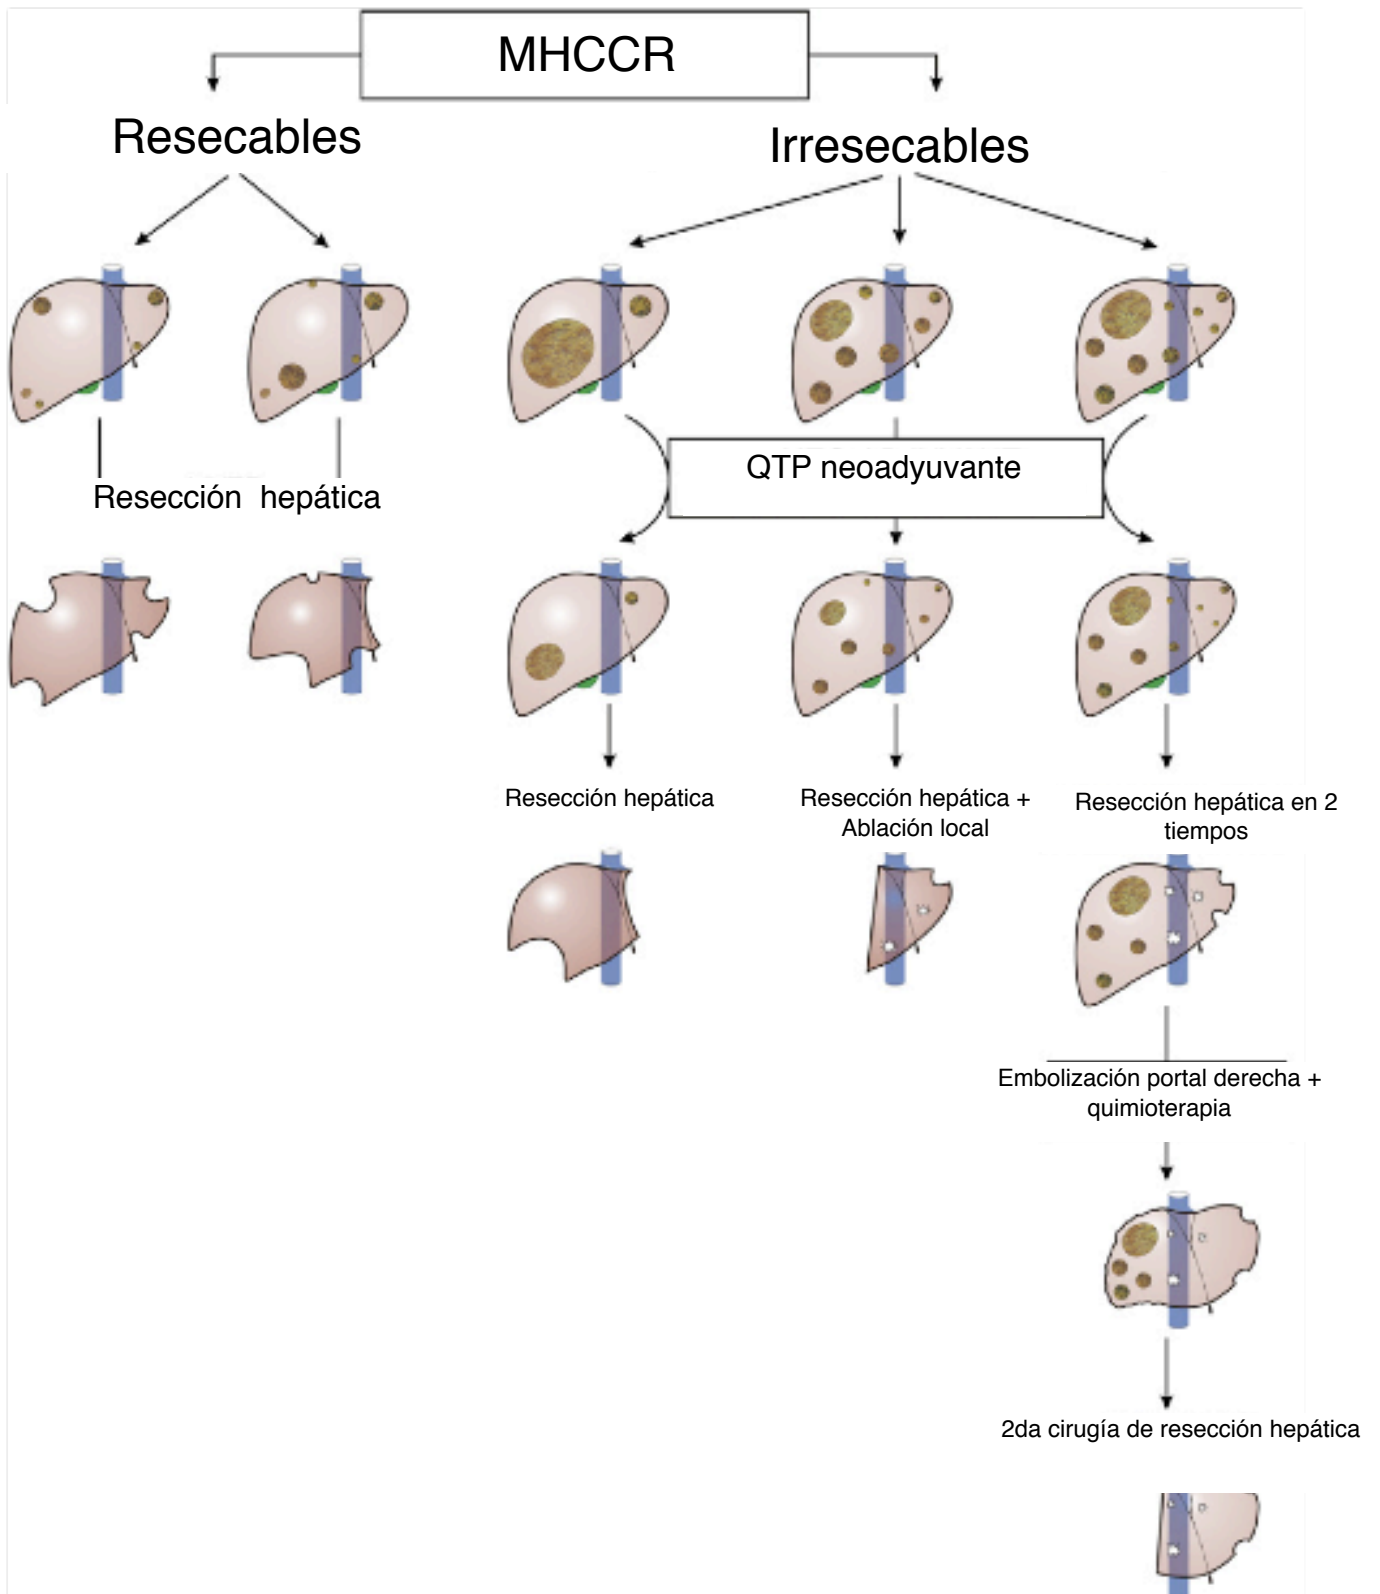 MHCCR
Resecables
Irresecables
QTP neoadyuvante
Resección hepática
Resección hepática
Resección hepática +
Ablación local
Resección hepática en 2
tiempos
Embolización portal derecha +
quimioterapia
2da cirugía de resección hepática